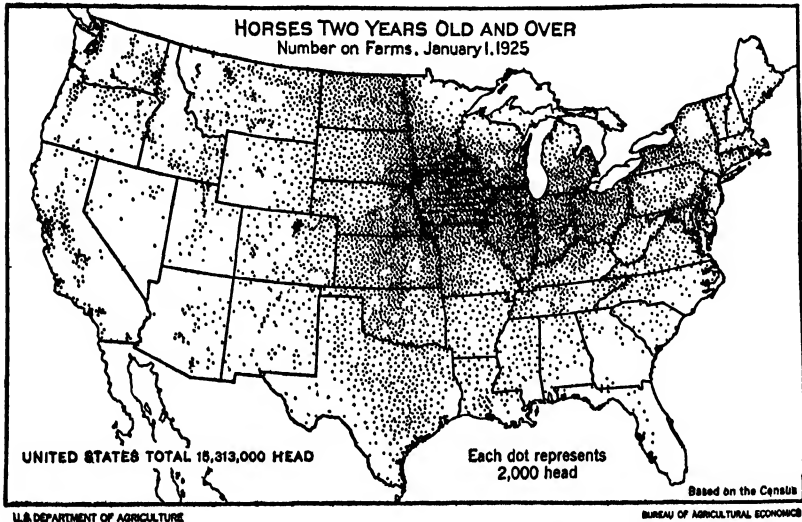 HORSES TWO YEARS OLD AND OVER
Number on Farms, January 1, 1925
UNITED STATES TOTAL 15,313,000 HEAD
Each dot represents
2,000 head
Based on the Census
U.S. DEPARTMENT OF AGRICULTURE
BUREAU OF AGRICULTURAL ECONOMICS